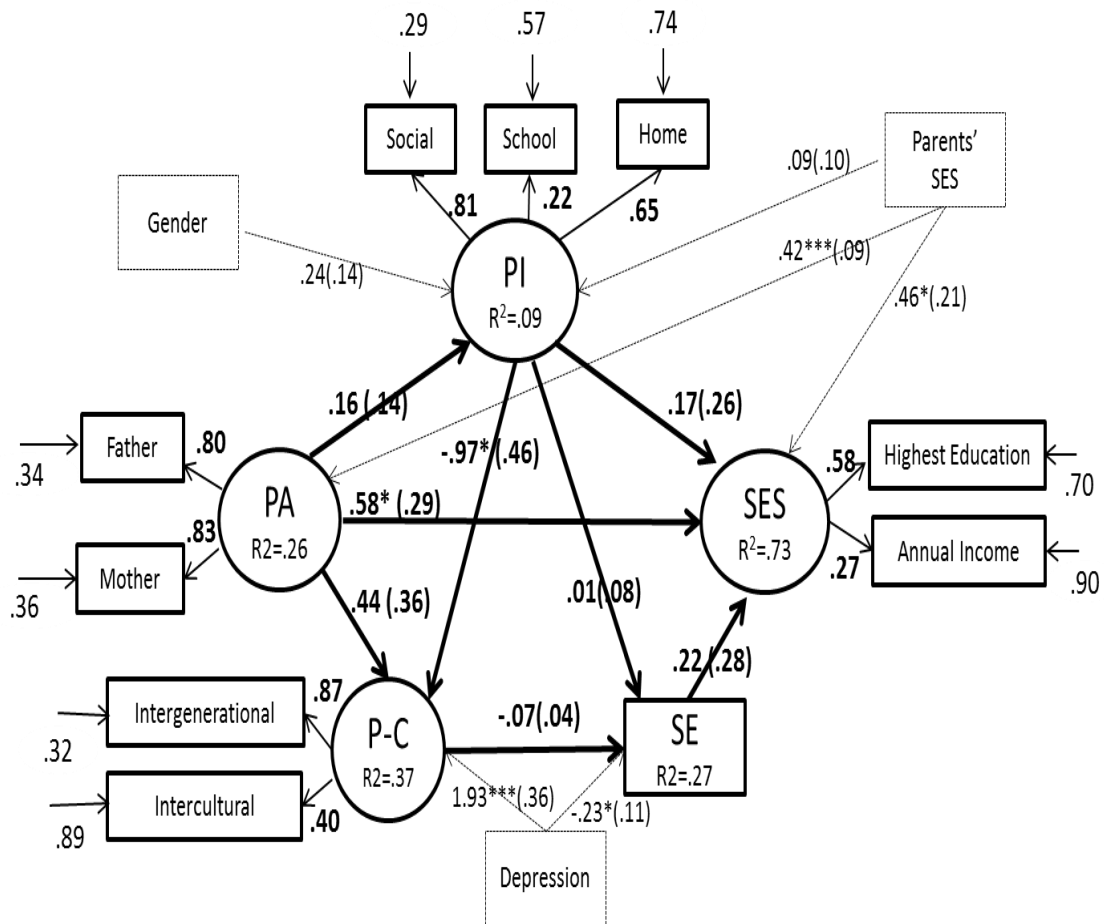 .29
.57
.74
Social
School
Home
Parents'
SES
.09(.10)
Gender
.81
.22
.65
.42***(.09)
.24(.14)
PI
R²=.09
.46*(.21)
.16 (.14)
.17(.26)
-.97* (.46)
Father
.80
.34
Highest Education
.58
.70
PA
R2=.26
.58* (.29)
SES
R²=.73
.83
Mother
.36
Annual Income
.27
.90
.44 (.36)
.01(.08)
.22 (.28)
Intergenerational
.87
.32
P-C
R2=.37
-.07(.04)
SE
R2=.27
Intercultural
.40
.89
1.93***(.36)
-.23*(.11)
Depression